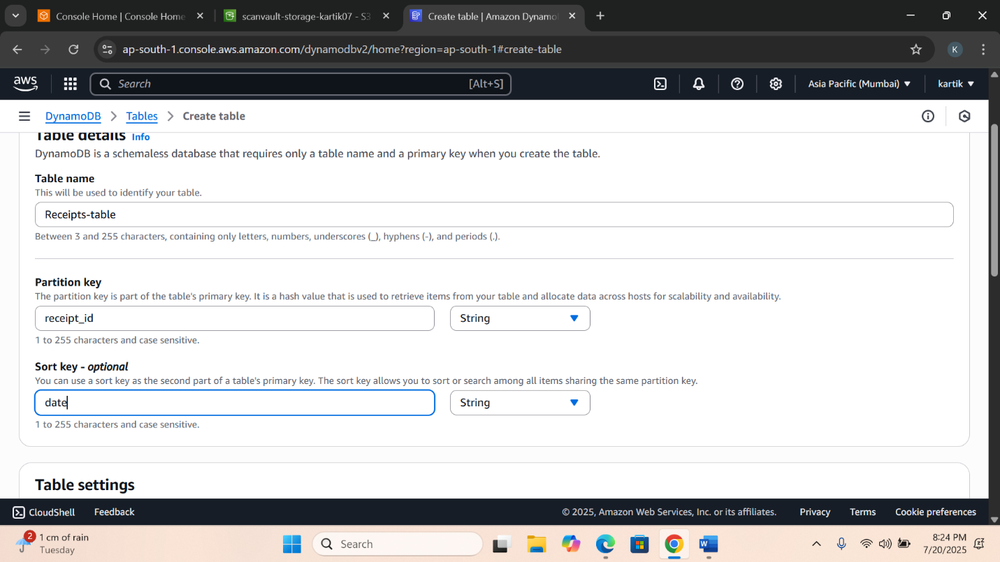 Console Home | Console Home
scanvault-storage-kartik07 - S3
Create table | Amazon Dynamo
ap-south-1.console.aws.amazon.com/dynamodbv2/home?region=ap-south-1#create-table
K
aws
Search
[Alt+S]
Asia Pacific (Mumbai)
kartik
DynamoDB
Tables
Create table
Table details Info
DynamoDB is a schemaless database that requires only a table name and a primary key when you create the table.
Table name
This will be used to identify your table.
Receipts-table
Between 3 and 255 characters, containing only letters, numbers, underscores (_), hyphens (-), and periods (.).
Partition key
The partition key is part of the table's primary key. It is a hash value that is used to retrieve items from your table and allocate data across hosts for scalability and availability.
receipt_id
String
1 to 255 characters and case sensitive.
Sort key - optional
You can use a sort key as the second part of a table's primary key. The sort key allows you to sort or search among all items sharing the same partition key.
date
String
1 to 255 characters and case sensitive.
Table settings
CloudShell
Feedback
© 2025, Amazon Web Services, Inc. or its affiliates.
Privacy
Terms
Cookie preferences
2
1 cm of rain
Tuesday
Search
8:24 PM
7/20/2025